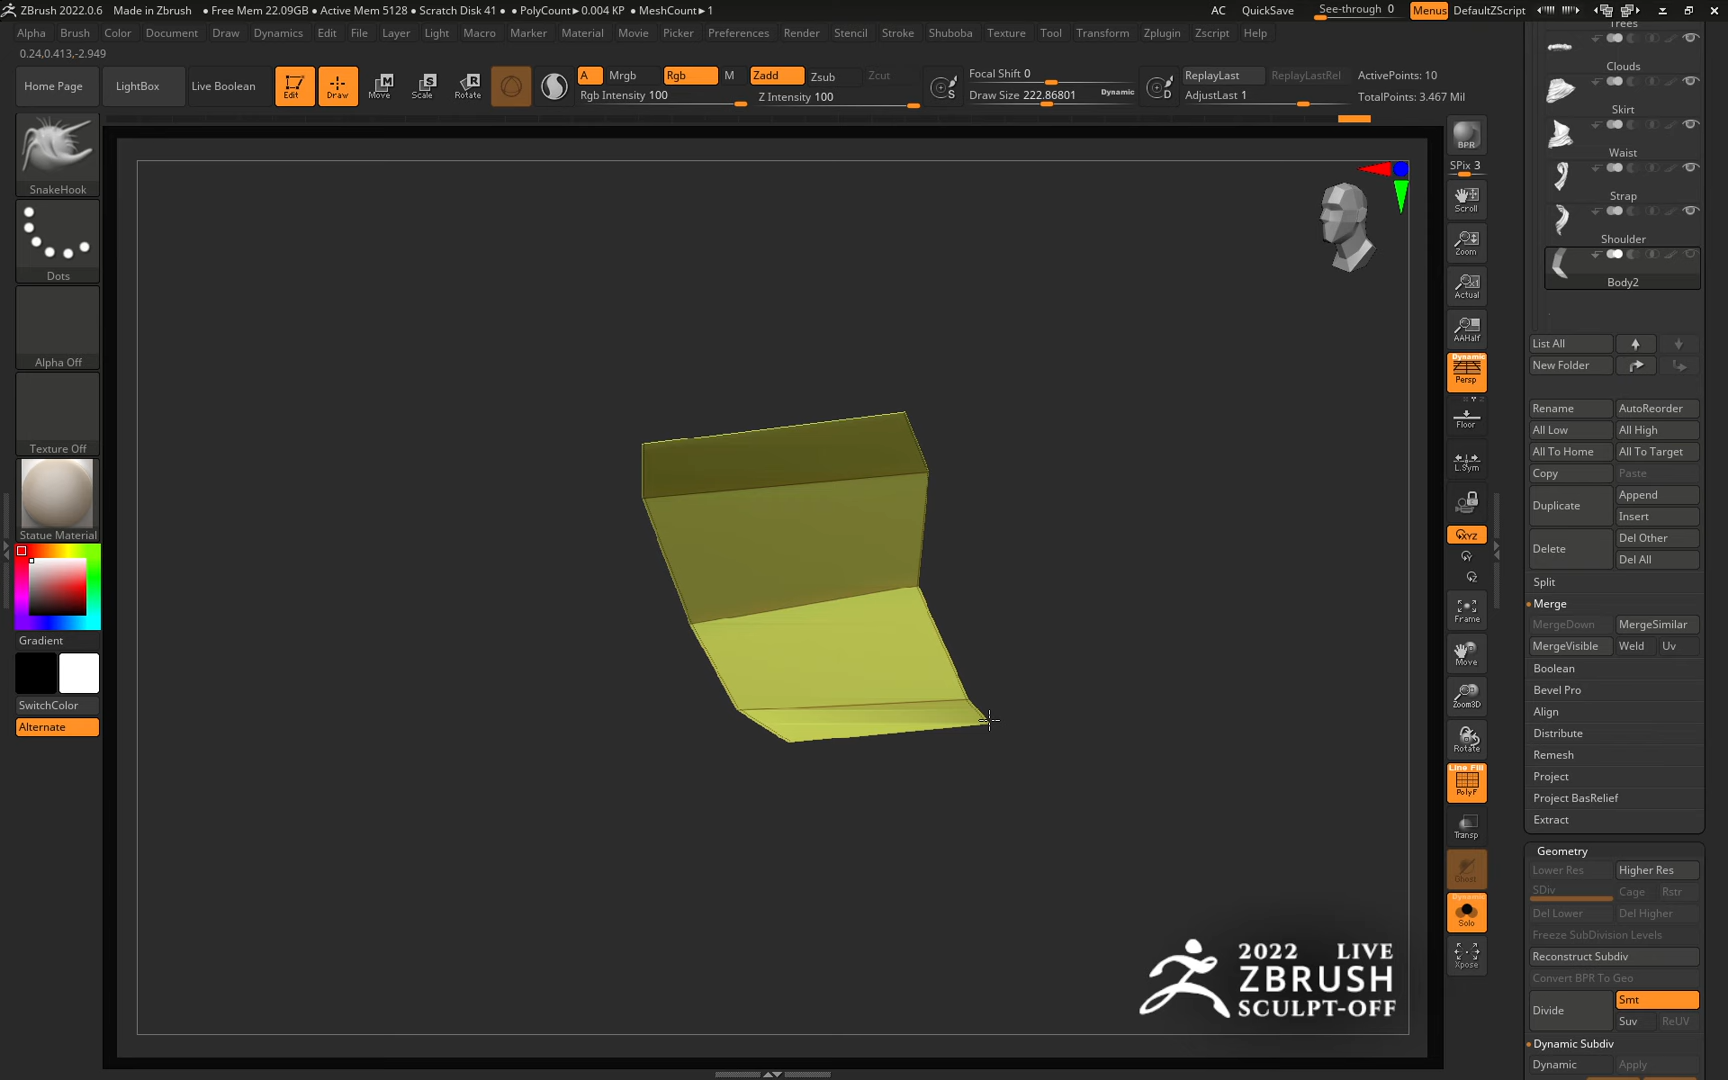 ZBrush 2022.0.6 Made in Zbrush • Free Mem 22.09GB • Active Mem 5128 • Scratch Disk 41 • • PolyCount▸0.004 KP • MeshCount▸1 AC QuickSave See-through 0 Menus DefaultZScript
Alpha Brush Color Document Draw Dynamics Edit File Layer Light Macro Marker Material Movie Picker Preferences Render Stencil Stroke Shuboba Texture Tool Transform Zplugin Zscript Help
0.24,0.413,-2.949
Home Page LightBox Live Boolean Edit Draw Move Scale Rotate
A Mrgb Rgb M Zadd Zsub Zcut
Rgb Intensity 100 Z Intensity 100
Focal Shift 0
Draw Size 222.86801 Dynamic
S D
ReplayLast ReplayLastRel
AdjustLast 1
ActivePoints: 10
TotalPoints: 3.467 Mil
SnakeHook
Dots
Alpha Off
Texture Off
Statue Material
Gradient
SwitchColor
Alternate
BPR
SPix 3
Scroll
Zoom
Actual
AAHalf
Dynamic
Persp
Floor
L.Sym
XYZ
Y
Z
Frame
Move
Zoom3D
Rotate
Line Fill
PolyF
Transp
Ghost
Dynamic
Solo
Xpose
Trees
Clouds
Skirt
Waist
Strap
Shoulder
Body2
List All
New Folder
Rename AutoReorder
All Low All High
All To Home All To Target
Copy Paste
Duplicate Append
Insert
Delete Del Other
Del All
Split
Merge
MergeDown MergeSimilar
MergeVisible Weld Uv
Boolean
Bevel Pro
Align
Distribute
Remesh
Project
Project BasRelief
Extract
Geometry
Lower Res Higher Res
SDiv Cage Rstr
Del Lower Del Higher
Freeze SubDivision Levels
Reconstruct Subdiv
Convert BPR To Geo
Divide Smt
Suv ReUV
Dynamic Subdiv
Dynamic Apply
2022 LIVE
ZBRUSH
SCULPT-OFF